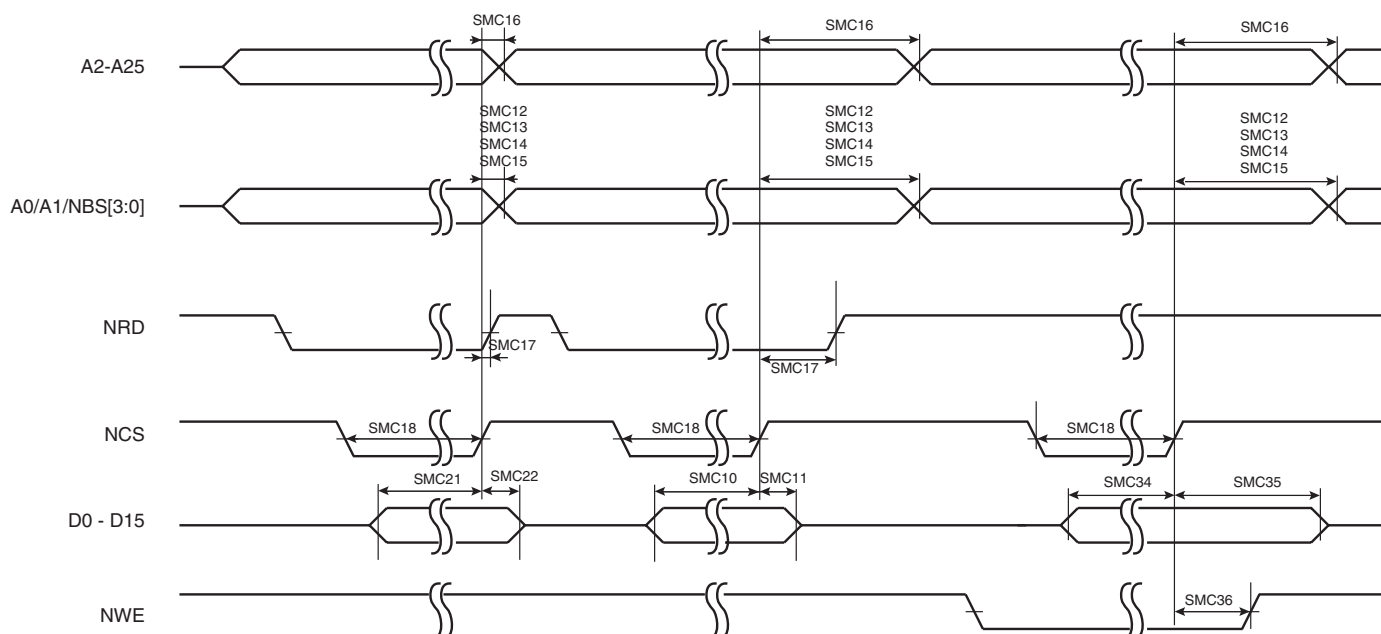 SMC16
SMC16
SMC16
A2-A25
SMC12
SMC13
SMC14
SMC15
SMC12
SMC13
SMC14
SMC15
SMC12
SMC13
SMC14
SMC15
A0/A1/NBS[3:0]
NRD
SMC17
SMC17
NCS
SMC18
SMC18
SMC18
SMC21
SMC22
SMC10
SMC11
SMC34
SMC35
D0 - D15
NWE
SMC36